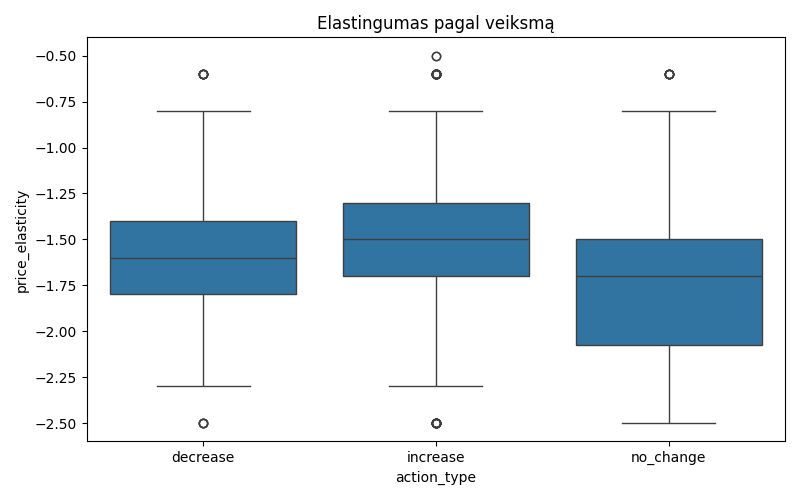 Elastingumas pagal veiksmą
price_elasticity
−0.50
−0.75
−1.00
−1.25
−1.50
−1.75
−2.00
−2.25
−2.50
decrease
increase
no_change
action_type